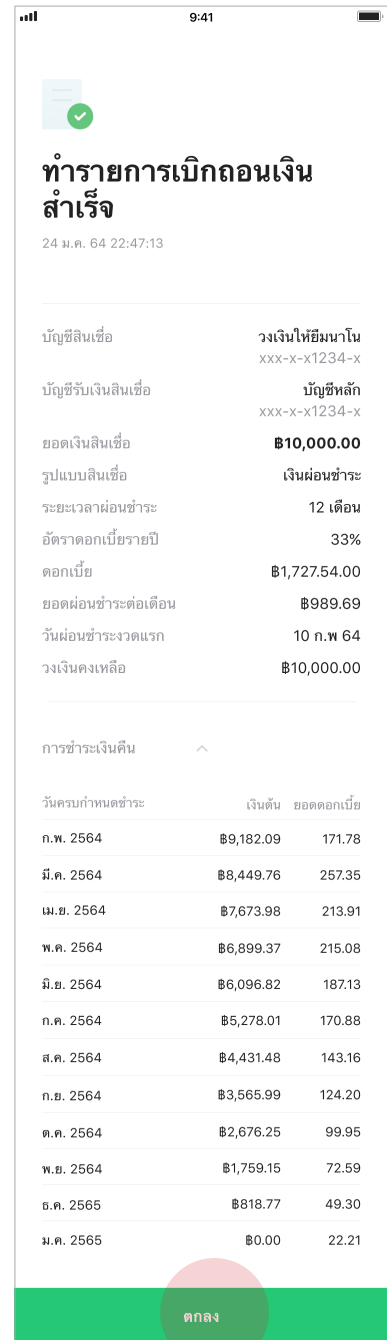 9:41
ทำรายการเบิกถอนเงิน
สำเร็จ
24 ม.ค. 64 22:47:13
บัญชีสินเชื่อ วงเงินให้ยืมนาโน
xxx-x-x1234-x
บัญชีรับเงินสินเชื่อ บัญชีหลัก
xxx-x-x1234-x
ยอดเงินสินเชื่อ ฿10,000.00
รูปแบบสินเชื่อ เงินผ่อนชำระ
ระยะเวลาผ่อนชำระ 12 เดือน
อัตราดอกเบี้ยรายปี 33%
ดอกเบี้ย ฿1,727.54.00
ยอดผ่อนชำระต่อเดือน ฿989.69
วันผ่อนชำระงวดแรก 10 ก.พ 64
วงเงินคงเหลือ ฿10,000.00
การชำระเงินคืน
วันครบกำหนดชำระ เงินต้น ยอดดอกเบี้ย
ก.พ. 2564 ฿9,182.09 171.78
มี.ค. 2564 ฿8,449.76 257.35
เม.ย. 2564 ฿7,673.98 213.91
พ.ค. 2564 ฿6,899.37 215.08
มิ.ย. 2564 ฿6,096.82 187.13
ก.ค. 2564 ฿5,278.01 170.88
ส.ค. 2564 ฿4,431.48 143.16
ก.ย. 2564 ฿3,565.99 124.20
ต.ค. 2564 ฿2,676.25 99.95
พ.ย. 2564 ฿1,759.15 72.59
ธ.ค. 2565 ฿818.77 49.30
ม.ค. 2565 ฿0.00 22.21
ตกลง